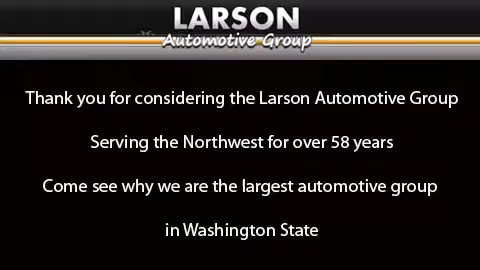 LARSON
Automotive Group
Thank you for considering the Larson Automotive Group
Serving the Northwest for over 58 years
Come see why we are the largest automotive group
in Washington State